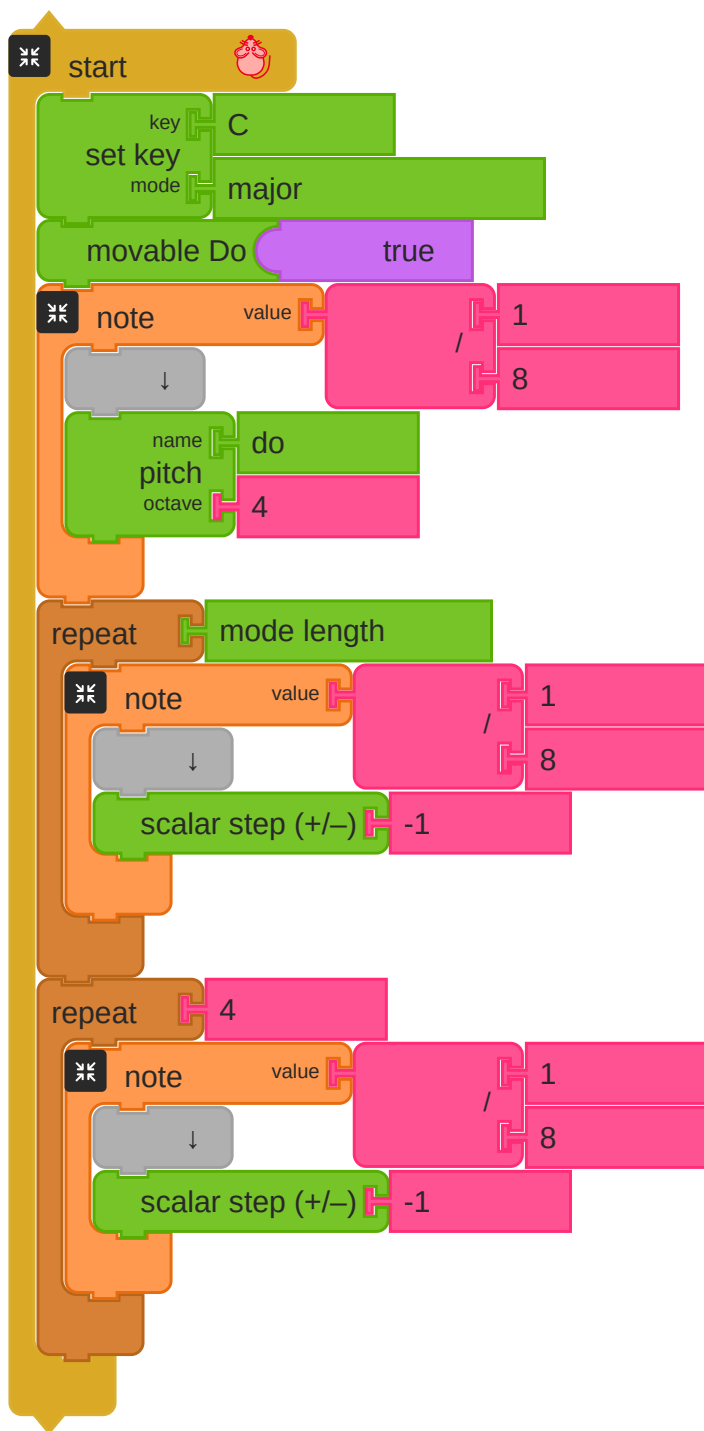 start
key C
set key
mode major
movable Do true
note value 1
/
8
↓
name do
pitch
octave 4
repeat mode length
note value 1
/
8
↓
scalar step (+/–) -1
repeat 4
note value 1
/
8
↓
scalar step (+/–) -1